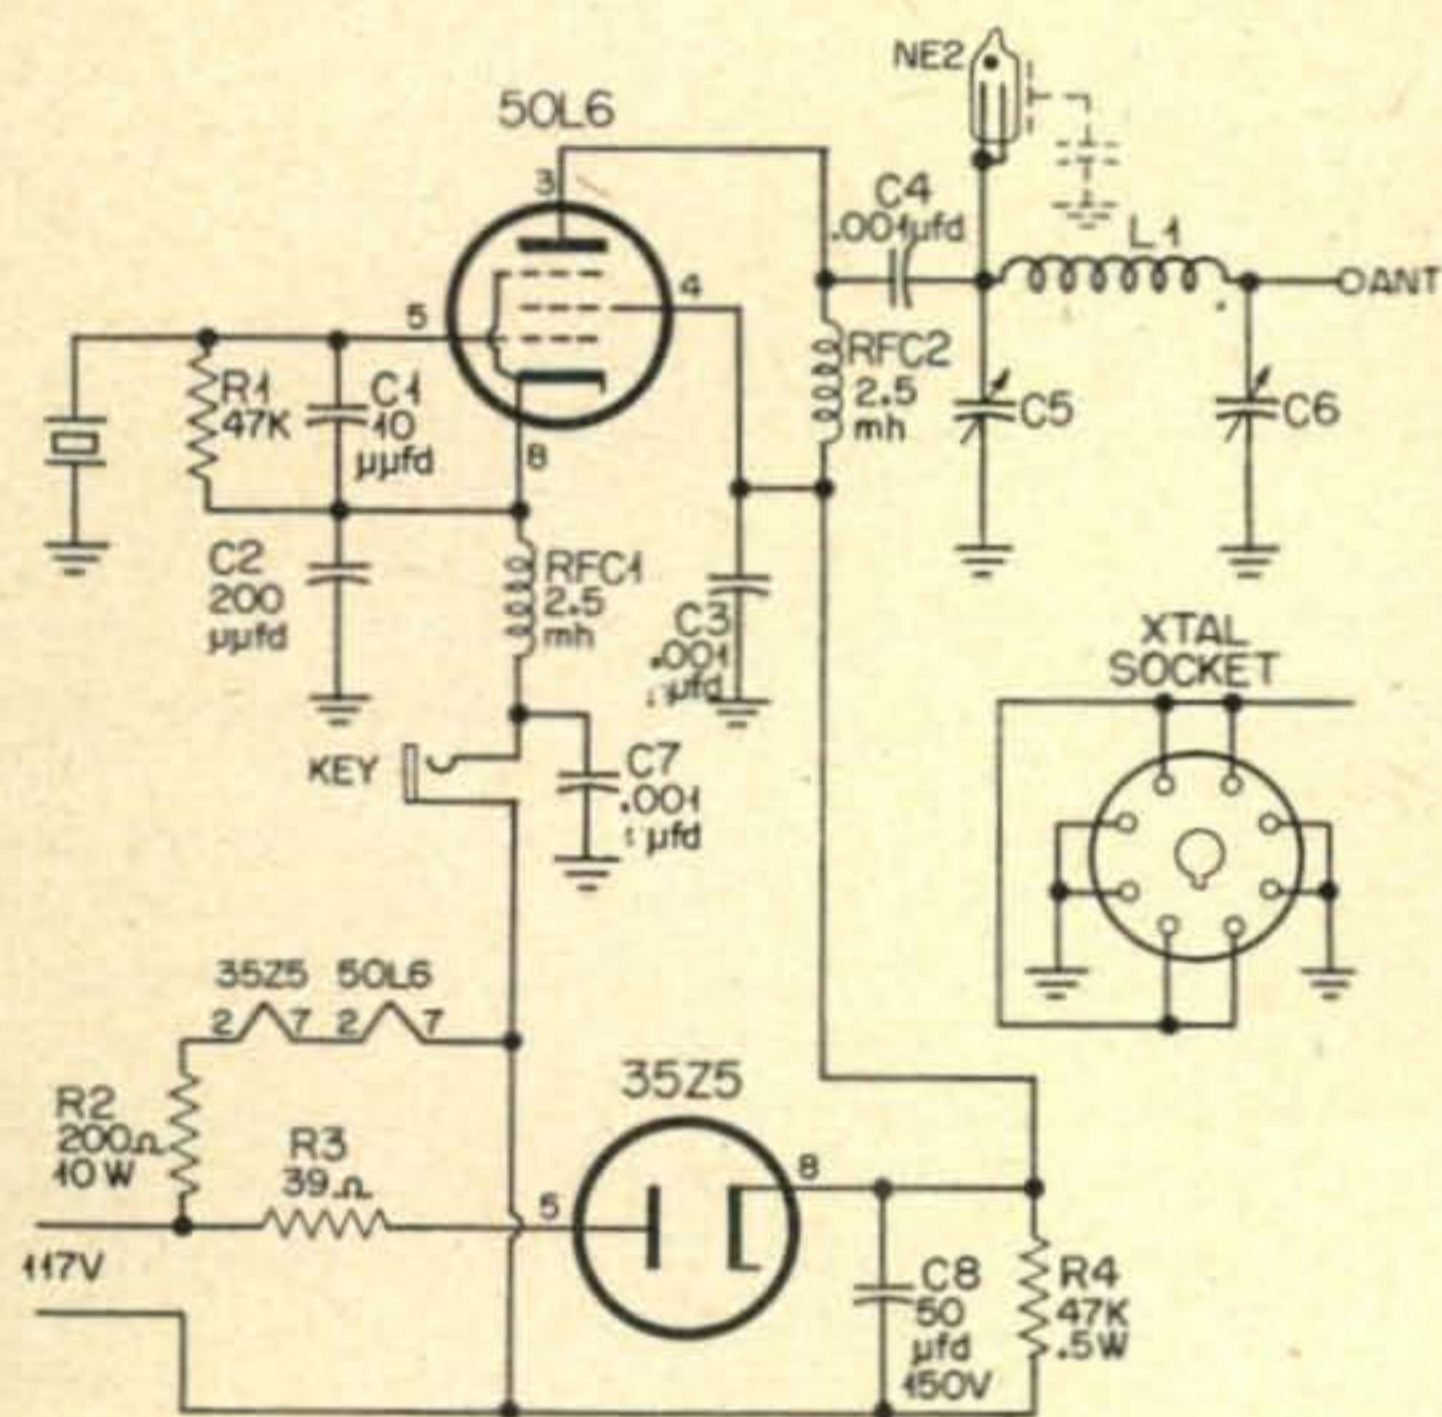 NE2
50L6
3
C4
.001µfd
L1
ANT
4
5
R1
47K
C1
10
µµfd
RFC2
2.5
mh
C5
C6
8
C2
200
µµfd
RFC1
2.5
mh
C3
.001
µfd
XTAL
SOCKET
KEY
C7
.001
µfd
35Z5 50L6
2 7 2 7
35Z5
R2
200Ω
10W
R3
39Ω
5
8
117V
C8
50
µfd
150V
R4
47K
.5W